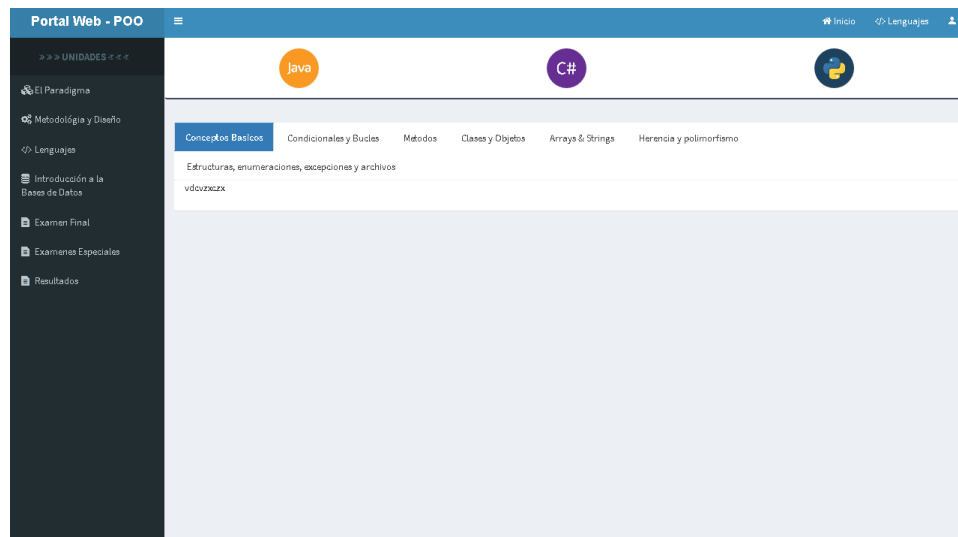 Portal Web - POO
Inicio
Lenguajes
>>> UNIDADES <<<
El Paradigma
Metodológia y Diseño
Lenguajes
Introducción a la
Bases de Datos
Examen Final
Examenes Especiales
Resultados
Java
C#
Conceptos Basicos
Condicionales y Bucles
Metodos
Clases y Objetos
Arrays & Strings
Herencia y polimorfismo
Estructuras, enumeraciones, excepciones y archivos
vdcvzxczx